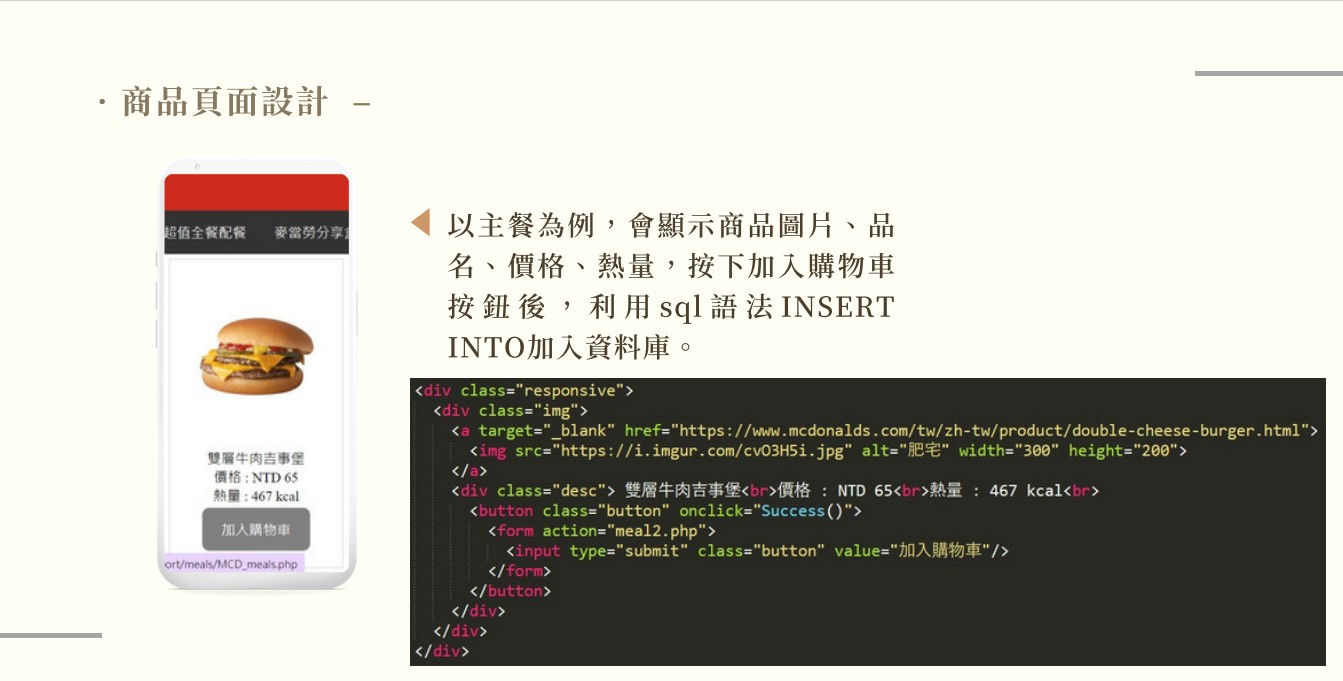 ·商品頁面設計 –
超值全餐配餐 麥當勞分享
雙層牛肉吉事堡
價格 : NTD 65
熱量 : 467 kcal
加入購物車
ort/meals/MCD_meals.php
以主餐為例，會顯示商品圖片、品
名、價格、熱量，按下加入購物車
按鈕後，利用sql語法INSERT
INTO加入資料庫。
<div class="responsive">
<div class="img">
<a target="_blank" href="https://www.mcdonalds.com/tw/zh-tw/product/double-cheese-burger.html">
<img src="https://i.imgur.com/cvO3H5i.jpg" alt="肥宅" width="300" height="200">
</a>
<div class="desc"> 雙層牛肉吉事堡<br>價格 : NTD 65<br>熱量 : 467 kcal<br>
<button class="button" onclick="Success()">
<form action="meal2.php">
<input type="submit" class="button" value="加入購物車"/>
</form>
</button>
</div>
</div>
</div>